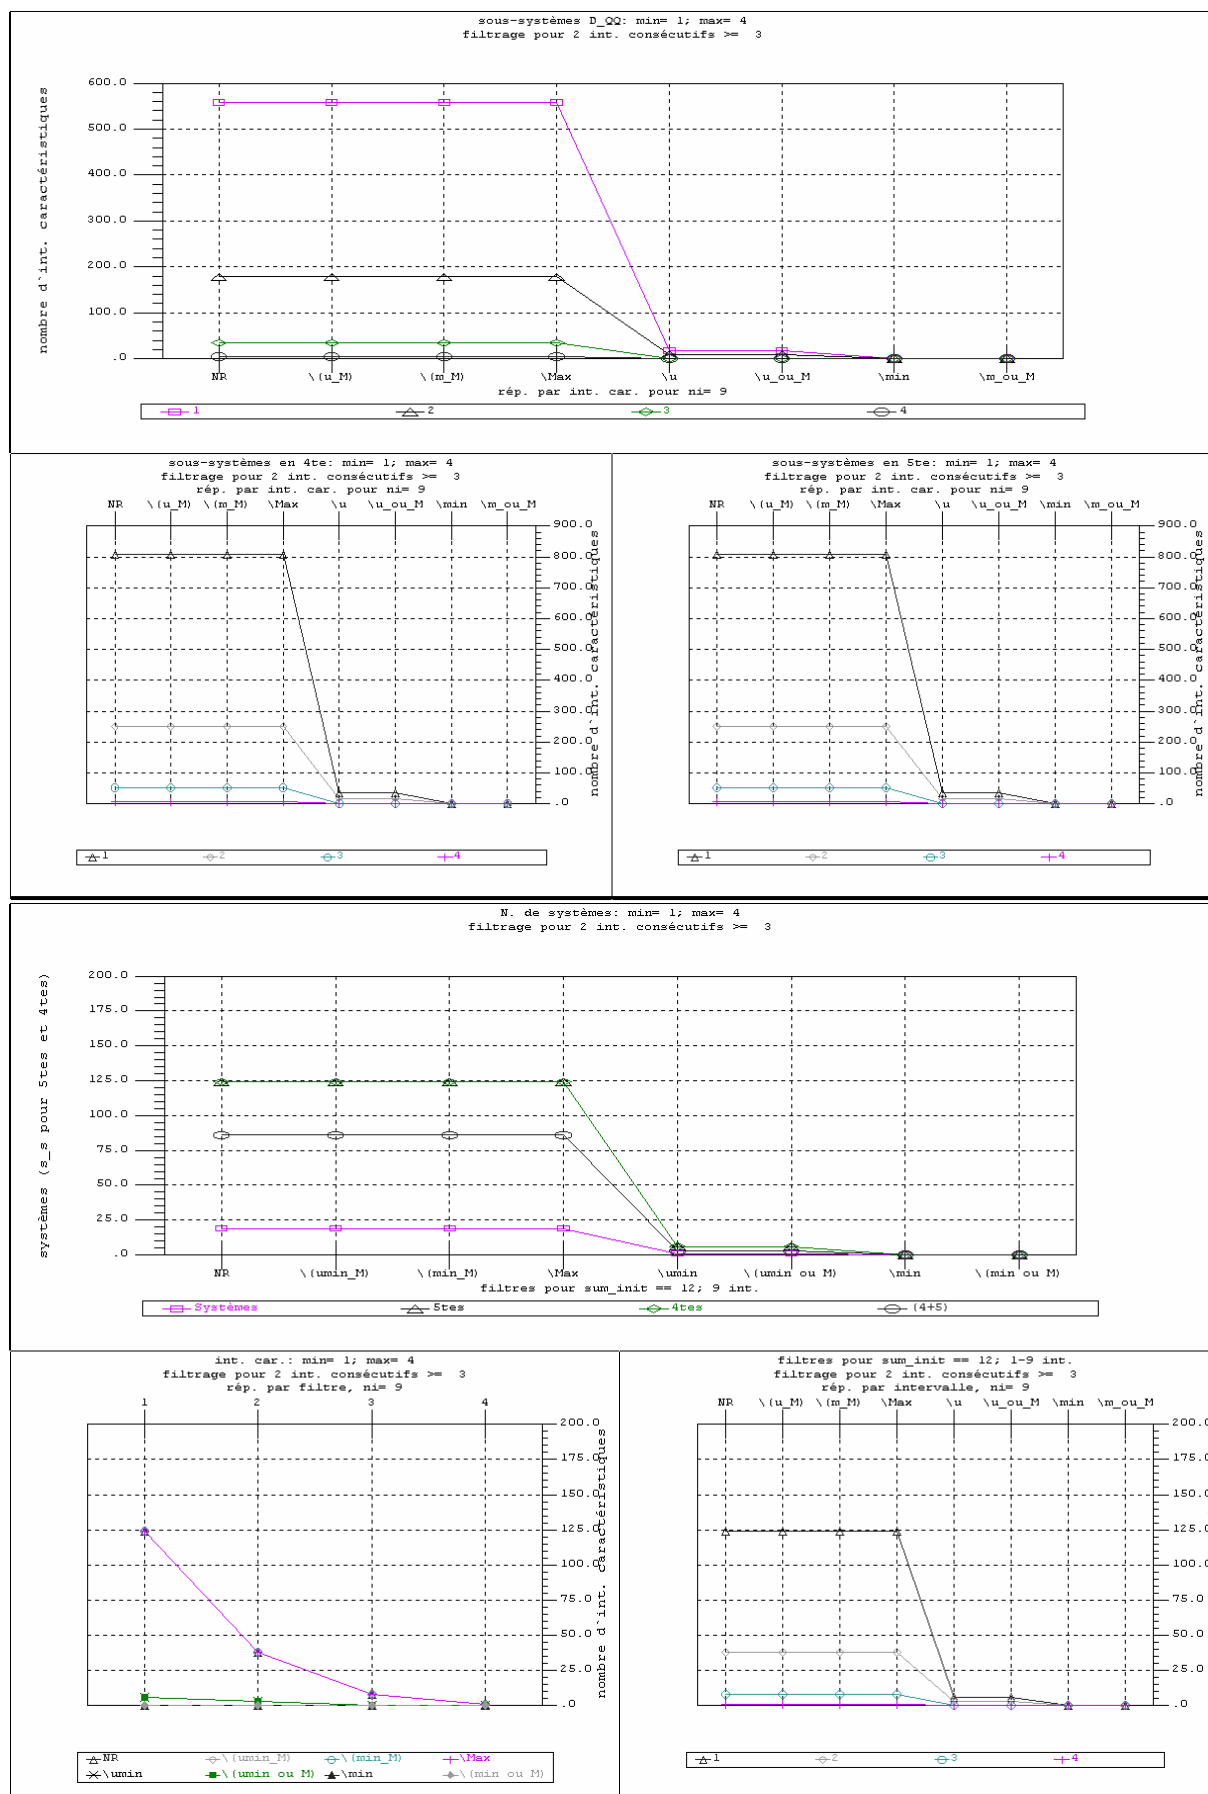 sous-systèmes D_QQ: min= 1; max= 4
filtrage pour 2 int. consécutifs >= 3
nombre d`int. caractéristiques
600.0
500.0
400.0
300.0
200.0
100.0
.0
NR \(u_M) \(m_M) \Max \u \u_ou_M \min \m_ou_M
rép. par int. car. pour ni= 9
1 2 3 4
sous-systèmes en 4te: min= 1; max= 4
filtrage pour 2 int. consécutifs >= 3
rép. par int. car. pour ni= 9
NR \(u_M) \(m_M) \Max \u \u_ou_M \min \m_ou_M
900.0
800.0
700.0
600.0
500.0
400.0
300.0
200.0
100.0
.0
nombre d`int. caractéristiques
1 2 3 4
sous-systèmes en 5te: min= 1; max= 4
filtrage pour 2 int. consécutifs >= 3
rép. par int. car. pour ni= 9
NR \(u_M) \(m_M) \Max \u \u_ou_M \min \m_ou_M
900.0
800.0
700.0
600.0
500.0
400.0
300.0
200.0
100.0
.0
nombre d`int. caractéristiques
1 2 3 4
N. de systèmes: min= 1; max= 4
filtrage pour 2 int. consécutifs >= 3
systèmes (s_s pour 5tes et 4tes)
200.0
175.0
150.0
125.0
100.0
75.0
50.0
25.0
.0
NR \(umin_M) \(min_M) \Max \umin \(umin ou M) \min \(min ou M)
filtres pour sum_init == 12; 9 int.
Systèmes 5tes 4tes (4+5)
int. car.: min= 1; max= 4
filtrage pour 2 int. consécutifs >= 3
rép. par filtre, ni= 9
1 2 3 4
200.0
175.0
150.0
125.0
100.0
75.0
50.0
25.0
.0
nombre d`int. caractéristiques
NR \(umin_M) \(min_M) \Max
\umin \(umin ou M) \min \(min ou M)
filtres pour sum_init == 12; 1-9 int.
filtrage pour 2 int. consécutifs >= 3
rép. par intervalle, ni= 9
NR \(u_M) \(m_M) \Max \u \u_ou_M \min \m_ou_M
200.0
175.0
150.0
125.0
100.0
75.0
50.0
25.0
.0
1 2 3 4